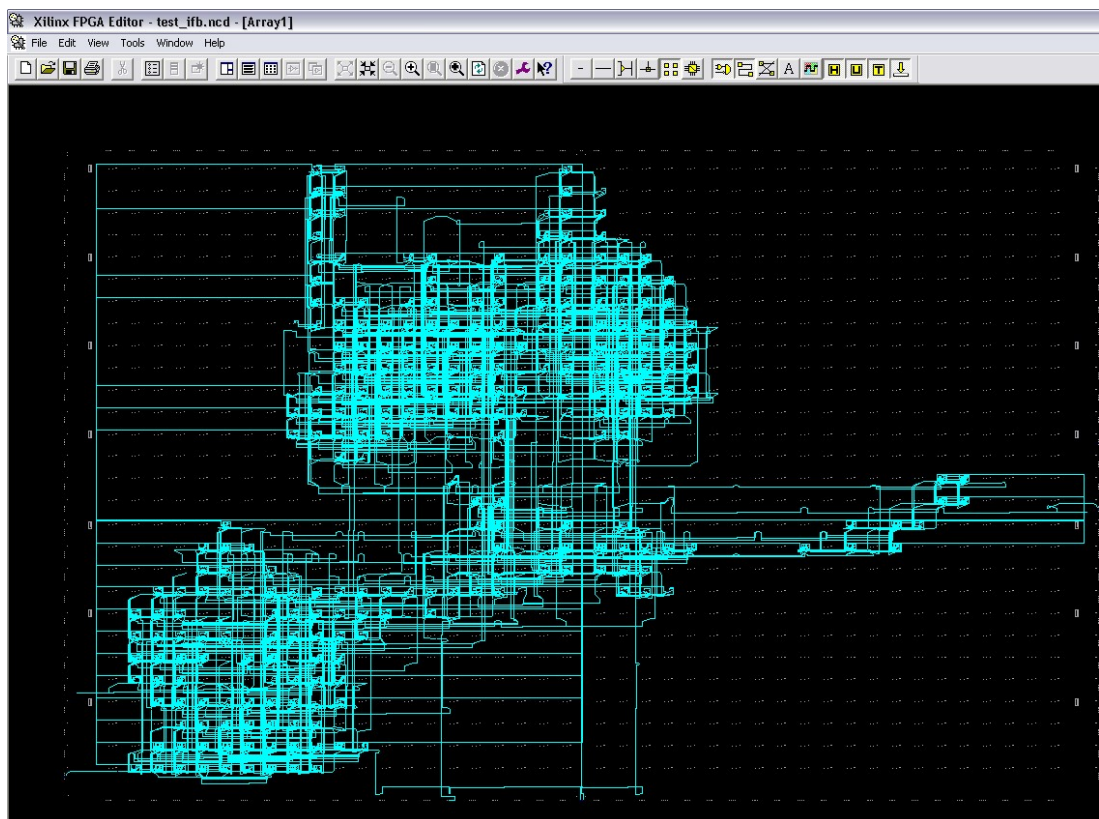 Xilinx FPGA Editor - test_ifb.ncd - [Array1]
File Edit View Tools Window Help
A H U T